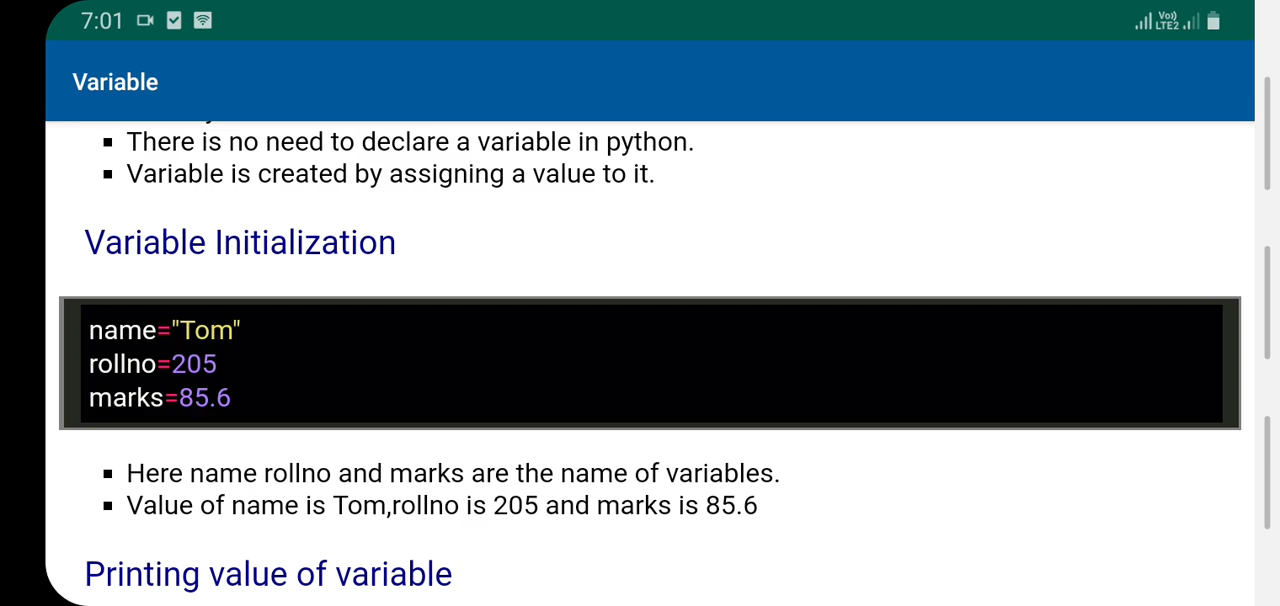 7:01
Vo))
LTE2
Variable
There is no need to declare a variable in python.
Variable is created by assigning a value to it.
Variable Initialization
name="Tom"
rollno=205
marks=85.6
Here name rollno and marks are the name of variables.
Value of name is Tom,rollno is 205 and marks is 85.6
Printing value of variable